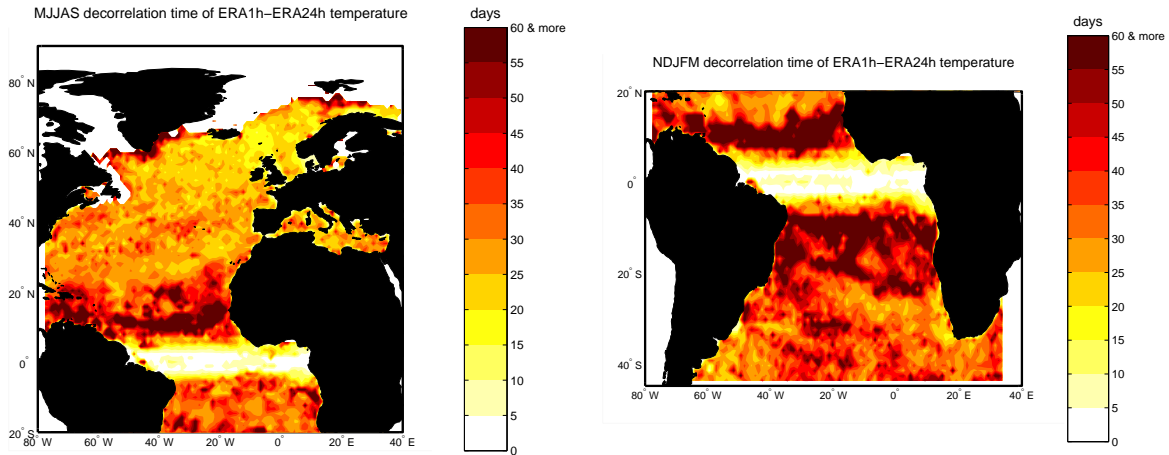 MJJAS decorrelation time of ERA1h−ERA24h temperature
days
60 & more
55
50
45
40
35
30
25
20
15
10
5
0
80° N
60° N
40° N
20° N
0°
20° S
80° W
60° W
40° W
20° W
0°
20° E
40° E
NDJFM decorrelation time of ERA1h−ERA24h temperature
days
60 & more
55
50
45
40
35
30
25
20
15
10
5
0
20° N
0°
20° S
40° S
80° W
60° W
40° W
20° W
0°
20° E
40° E